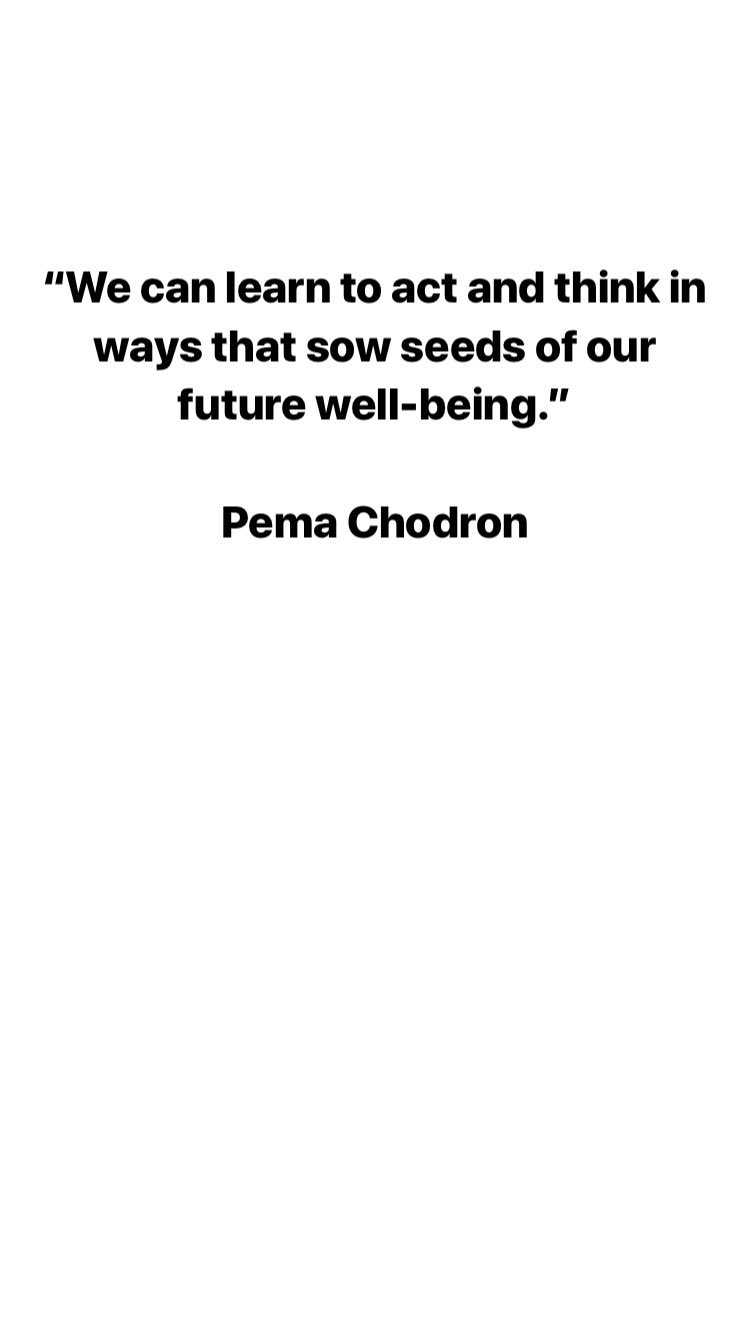 “We can learn to act and think in
ways that sow seeds of our
future well-being.”
Pema Chodron